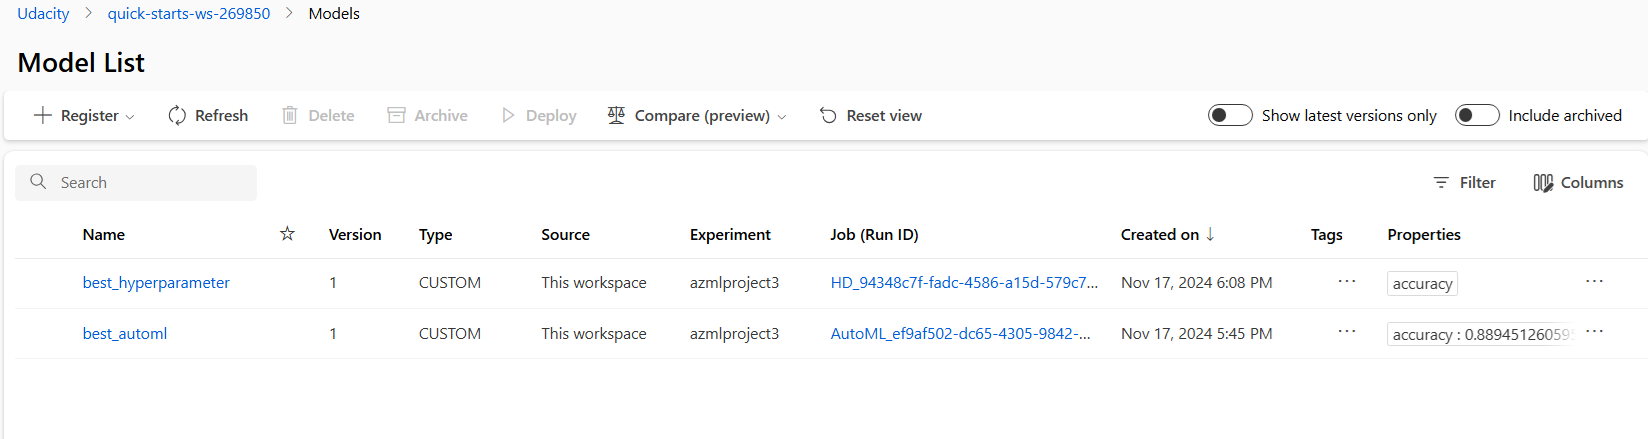 Udacity > quick-starts-ws-269850 > Models
Model List
Register Refresh Delete Archive Deploy Compare (preview) Reset view Show latest versions only Include archived
Search Filter Columns
Name Version Type Source Experiment Job (Run ID) Created on ↓ Tags Properties
best_hyperparameter 1 CUSTOM This workspace azmlproject3 HD_94348c7f-fadc-4586-a15d-579c7... Nov 17, 2024 6:08 PM ... accuracy ...
best_automl 1 CUSTOM This workspace azmlproject3 AutoML_ef9af502-dc65-4305-9842-... Nov 17, 2024 5:45 PM ... accuracy : 0.889451260595 ...